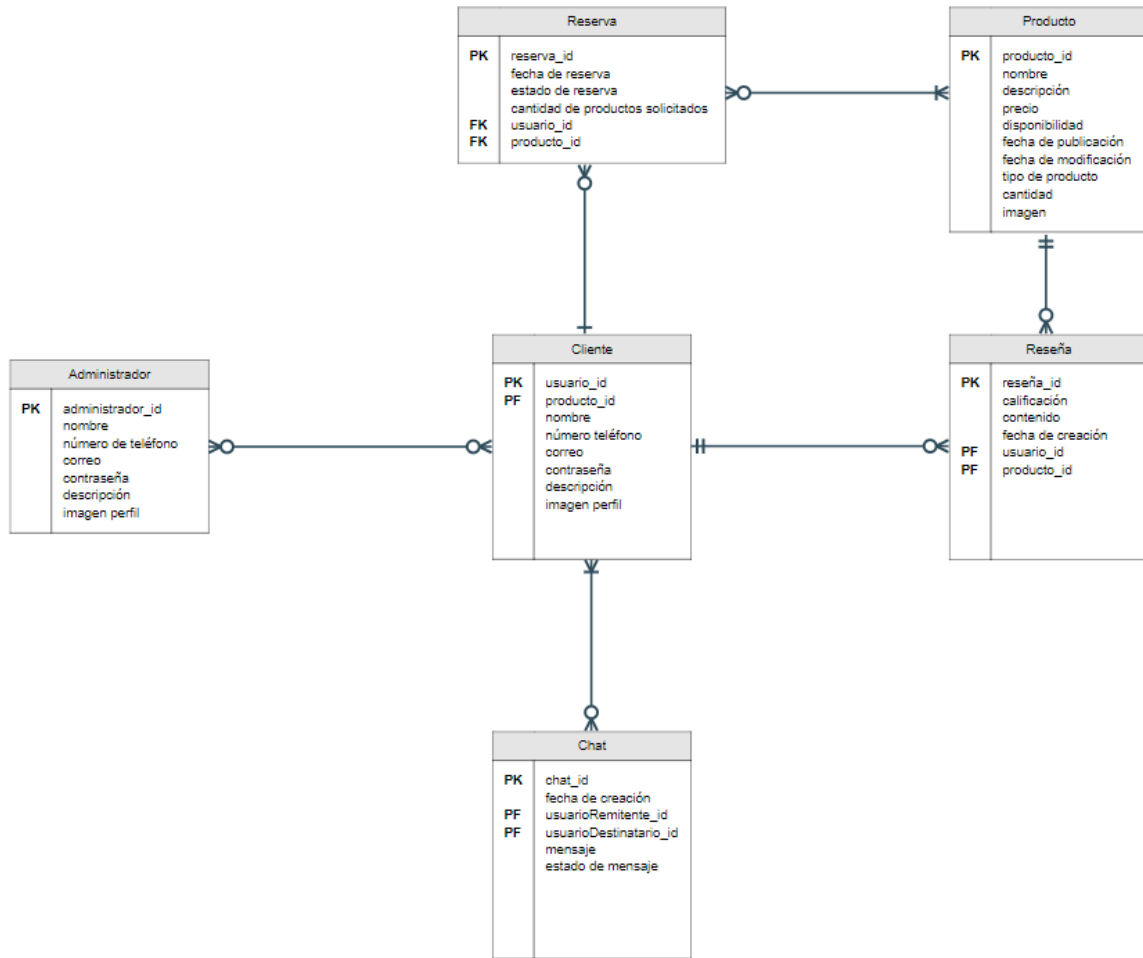 Reserva
PK reserva_id
fecha de reserva
estado de reserva
cantidad de productos solicitados
FK usuario_id
FK producto_id
Producto
PK producto_id
nombre
descripción
precio
disponibilidad
fecha de publicación
fecha de modificación
tipo de producto
cantidad
imagen
Administrador
PK administrador_id
nombre
número de teléfono
correo
contraseña
descripción
imagen perfil
Cliente
PK usuario_id
PF producto_id
nombre
número teléfono
correo
contraseña
descripción
imagen perfil
Reseña
PK reseña_id
calificación
contenido
fecha de creación
PF usuario_id
PF producto_id
Chat
PK chat_id
fecha de creación
PF usuarioRemitente_id
PF usuarioDestinatario_id
mensaje
estado de mensaje